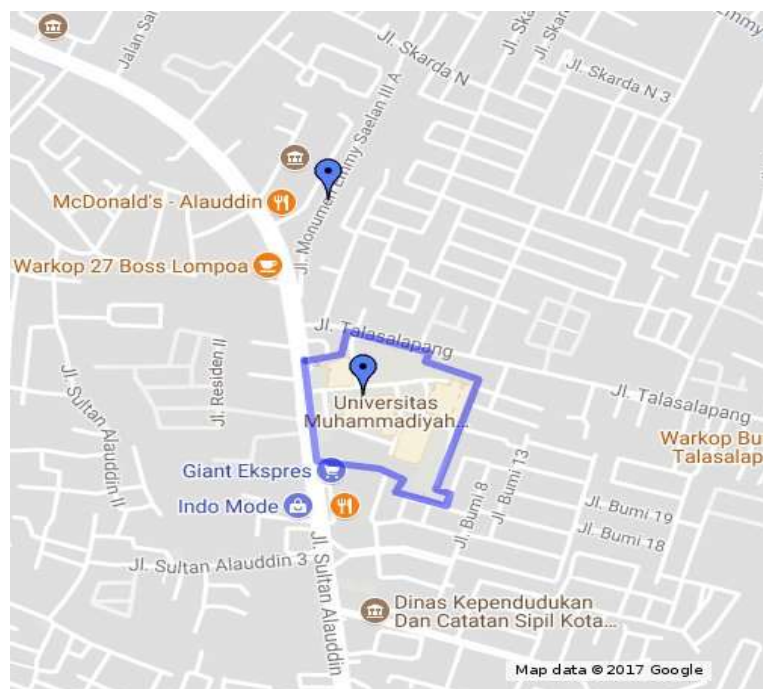 Jalan Sa
Jl. Skarda N
Jl. Sk
Emmy
Jl. Skarda N 3
Jl. Monumen Emmy Saelan III A
McDonald's - Alauddin
Warkop 27 Boss Lompoa
Jl. Talasalapang
Jl. Residen II
Jl. Sultan Alauddin II
Universitas
Muhammadiyah...
Jl. Talasalapang
Warkop Bu
Talasalap
Giant Ekspres
Indo Mode
Jl. Bumi 8
Jl. Bumi 13
Jl. Bumi 19
Jl. Bumi 18
Jl. Sultan Alauddin 3
Jl. Sultan Alauddin
Dinas Kependudukan
Dan Catatan Sipil Kota...
Map data © 2017 Google